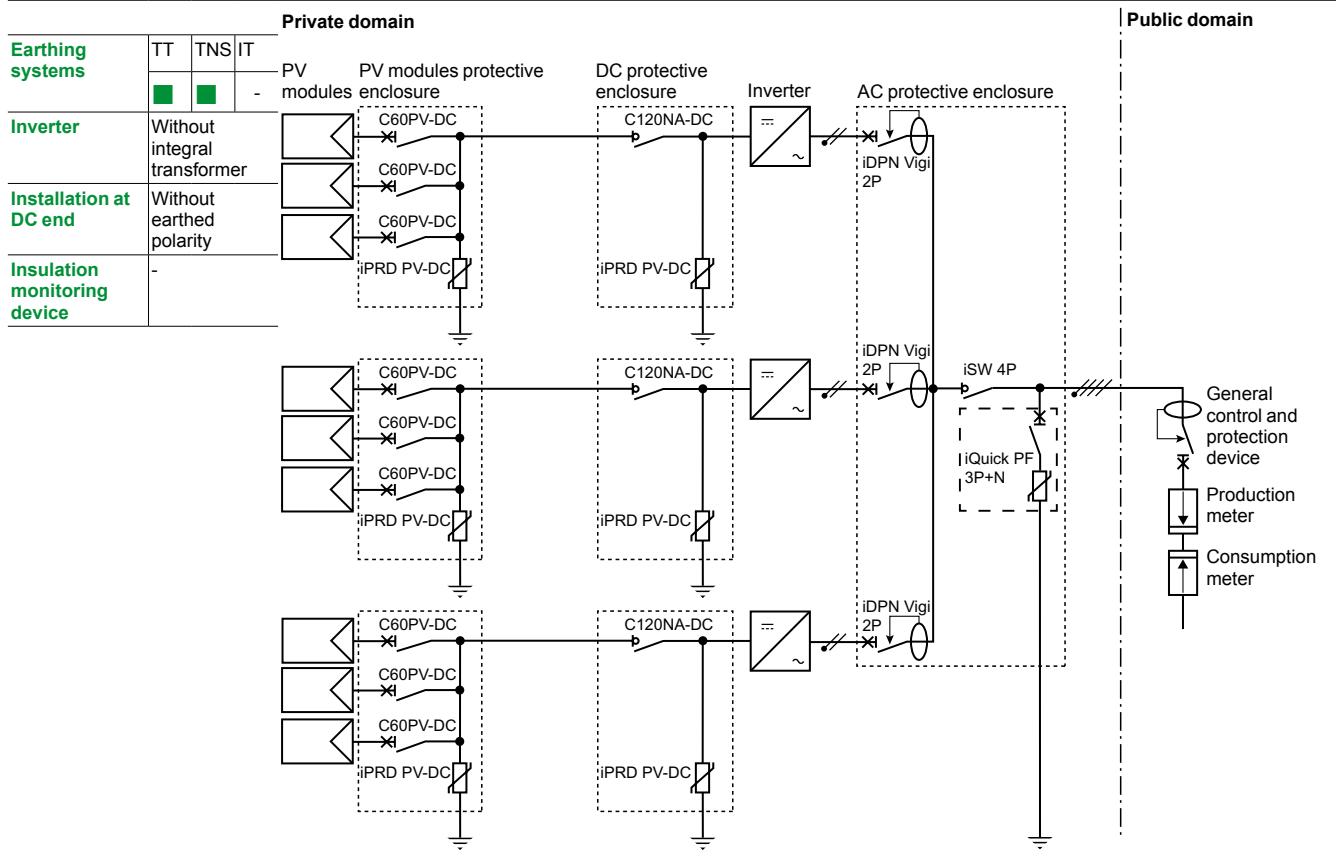 Private domain
Public domain
Earthing
systems
TT
TNS
IT
-
Inverter
Without
integral
transformer
Installation at
DC end
Without
earthed
polarity
Insulation
monitoring
device
-
PV
modules
PV modules protective
enclosure
DC protective
enclosure
Inverter
AC protective enclosure
C60PV-DC
C60PV-DC
C60PV-DC
iPRD PV-DC
C120NA-DC
iPRD PV-DC
iDPN Vigi
2P
C60PV-DC
C60PV-DC
C60PV-DC
iPRD PV-DC
C120NA-DC
iPRD PV-DC
iDPN Vigi
2P
iSW 4P
iQuick PF
3P+N
General
control and
protection
device
Production
meter
Consumption
meter
C60PV-DC
C60PV-DC
C60PV-DC
iPRD PV-DC
C120NA-DC
iPRD PV-DC
iDPN Vigi
2P